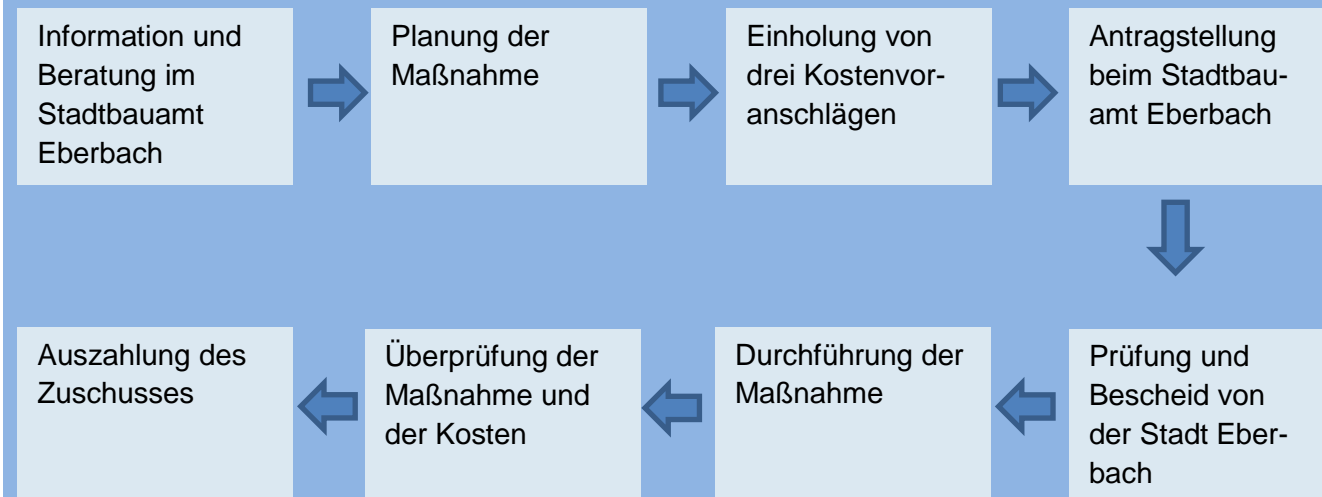 Information und
Beratung im
Stadtbauamt
Eberbach
Planung der
Maßnahme
Einholung von
drei Kostenvor-
anschlägen
Antragstellung
beim Stadtbau-
amt Eberbach
Prüfung und
Bescheid von
der Stadt Eber-
bach
Durchführung der
Maßnahme
Überprüfung der
Maßnahme und
der Kosten
Auszahlung des
Zuschusses